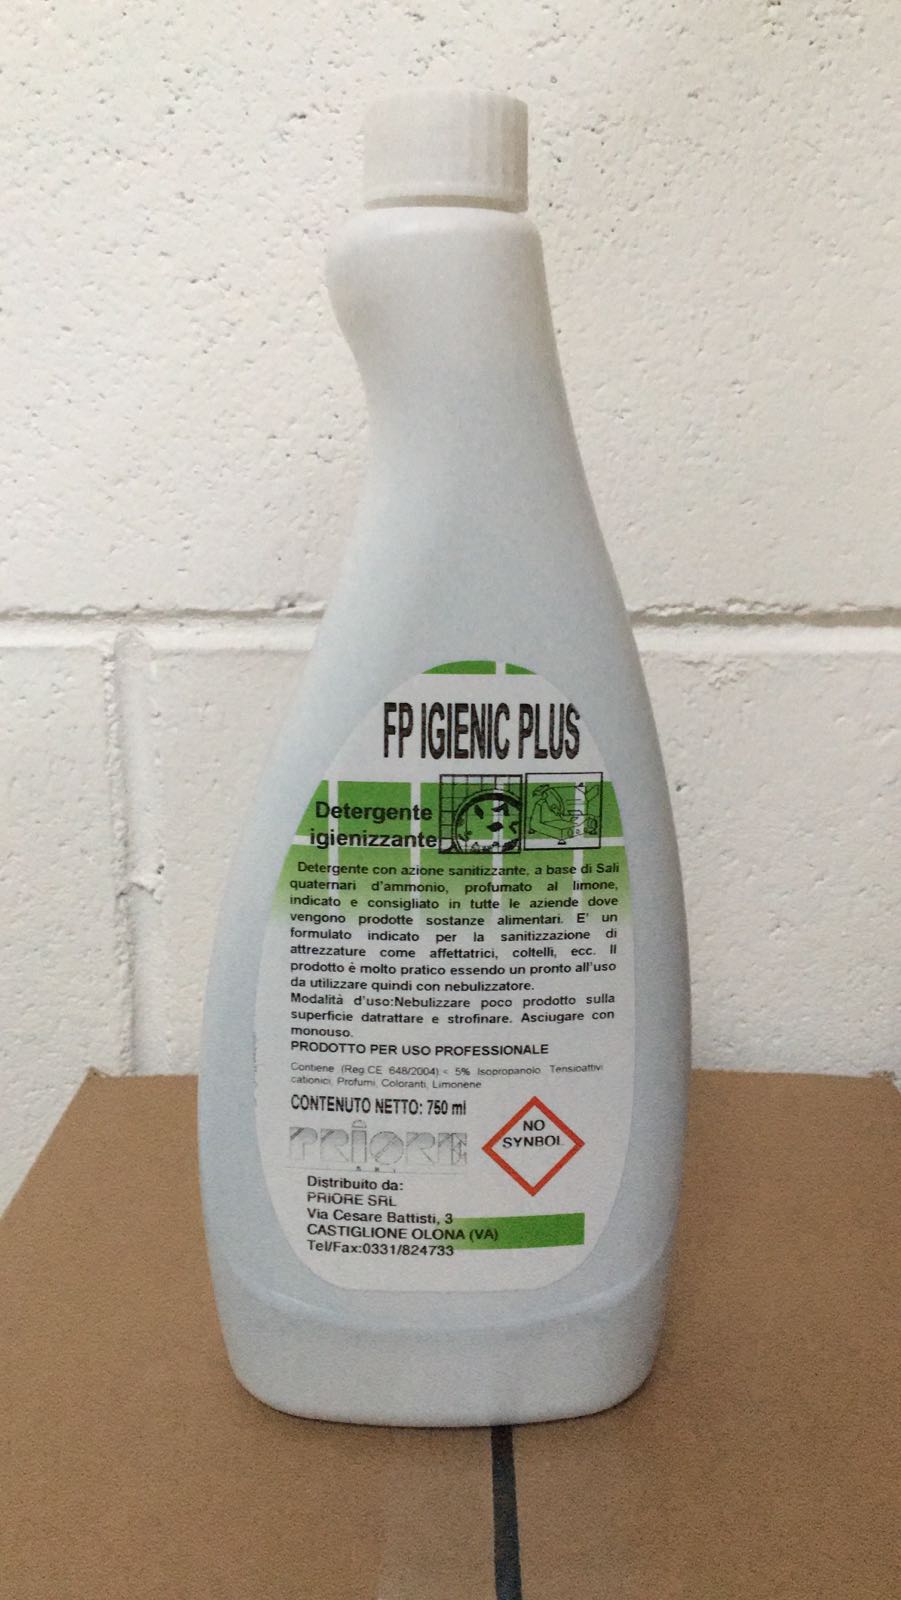 FP IGIENIC PLUS
Detergente
igienizzante
Detergente con azione sanitizzante, a base di Sali
quaternari d'ammonio, profumato al limone,
indicato e consigliato in tutte le aziende dove
vengono prodotte sostanze alimentari. E' un
formulato indicato per la sanitizzazione di
attrezzature come affettatrici, coltelli, ecc. Il
prodotto è molto pratico essendo un pronto all'uso
da utilizzare quindi con nebulizzatore.
Modalità d'uso:Nebulizzare poco prodotto sulla
superficie datrattare e strofinare. Asciugare con
monouso.
PRODOTTO PER USO PROFESSIONALE
Contiene (Reg.CE 648/2004) < 5% Isopropanolo Tensioattivi
cationici, Profumi, Coloranti, Limonene
CONTENUTO NETTO: 750 ml
NO
SYNBOL
PRIORE
SRL
Distribuito da:
PRIORE SRL
Via Cesare Battisti, 3
CASTIGLIONE OLONA (VA)
Tel/Fax:0331/824733